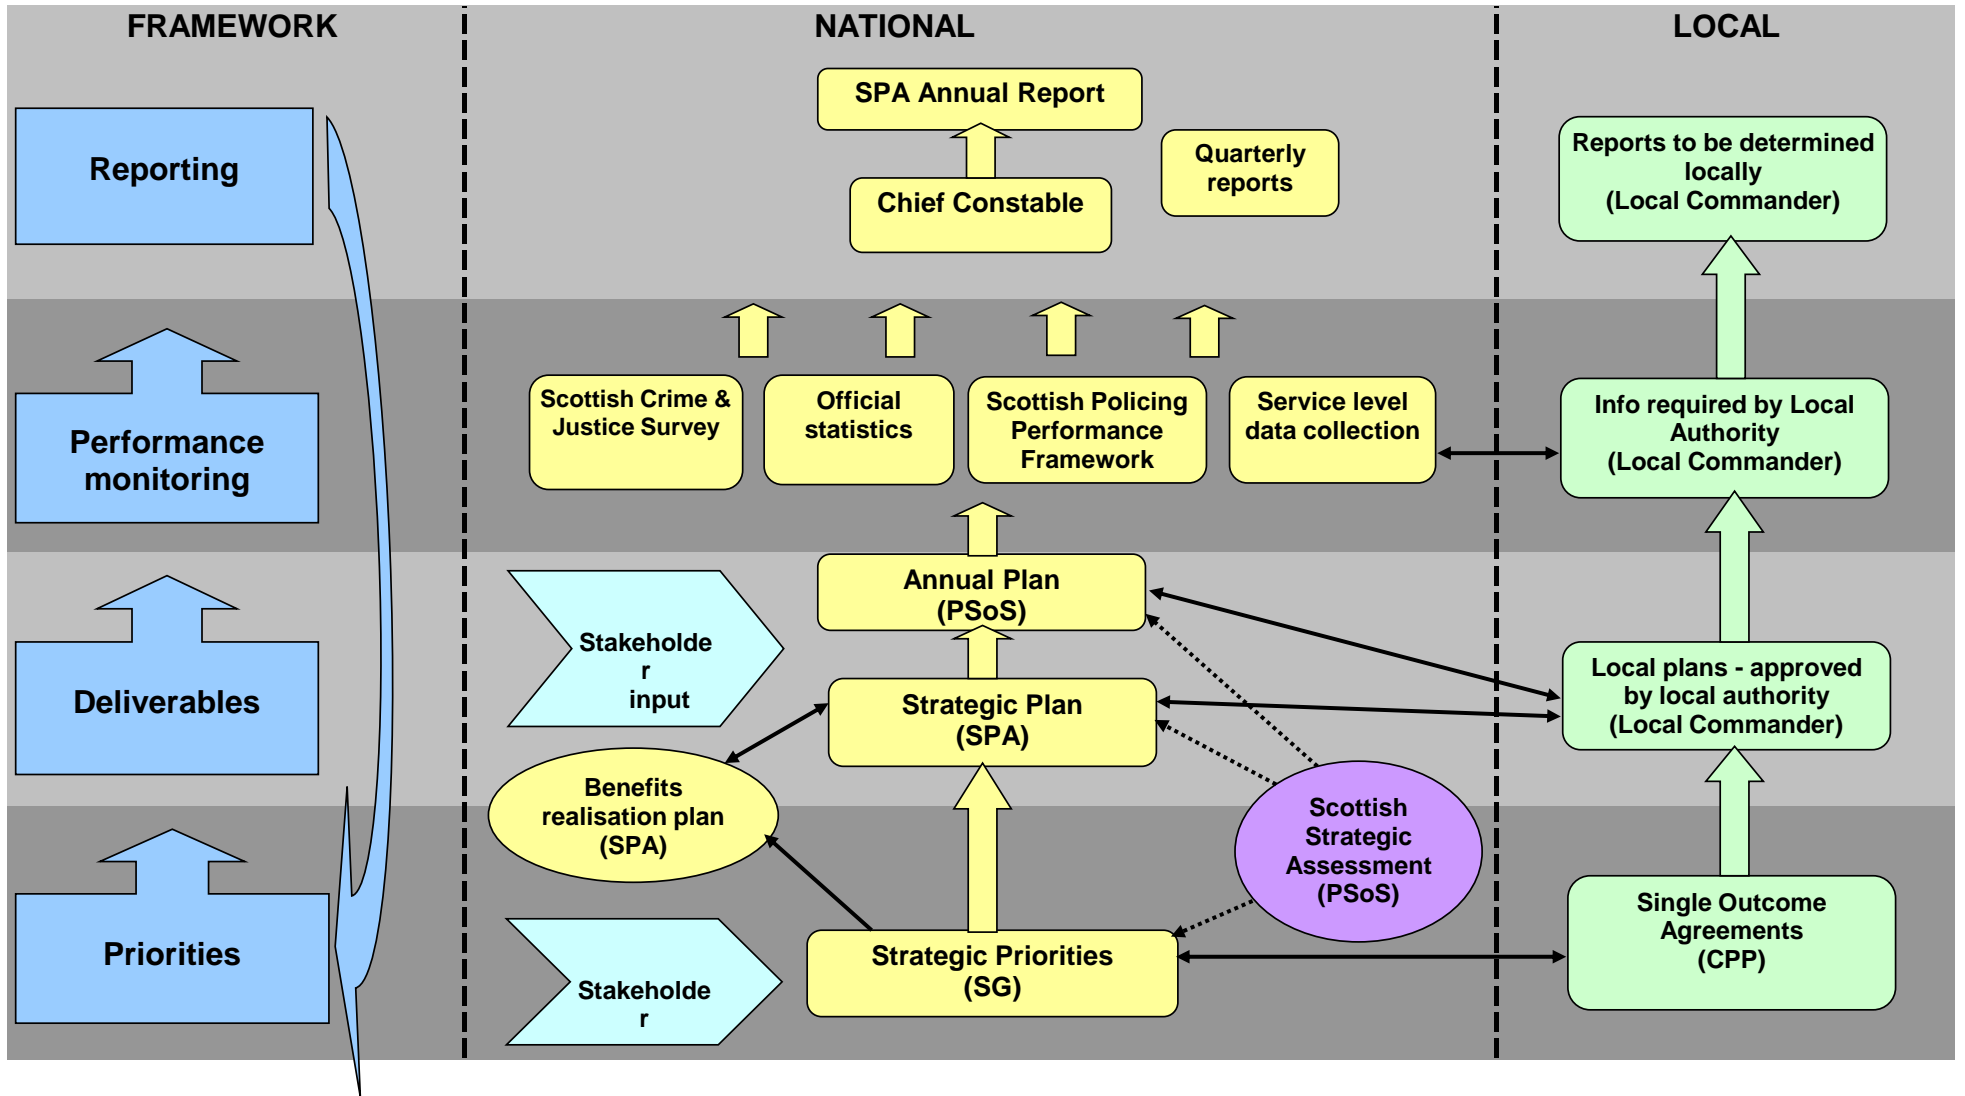 FRAMEWORK
NATIONAL
LOCAL
Reporting
SPA Annual Report
Chief Constable
Quarterly
reports
Reports to be determined
locally
(Local Commander)
Performance
monitoring
Scottish Crime &
Justice Survey
Official
statistics
Scottish Policing
Performance
Framework
Service level
data collection
Info required by Local
Authority
(Local Commander)
Deliverables
Stakeholde
r
input
Annual Plan
(PSoS)
Strategic Plan
(SPA)
Benefits
realisation plan
(SPA)
Scottish
Strategic
Assessment
(PSoS)
Local plans - approved
by local authority
(Local Commander)
Priorities
Stakeholde
r
Strategic Priorities
(SG)
Single Outcome
Agreements
(CPP)